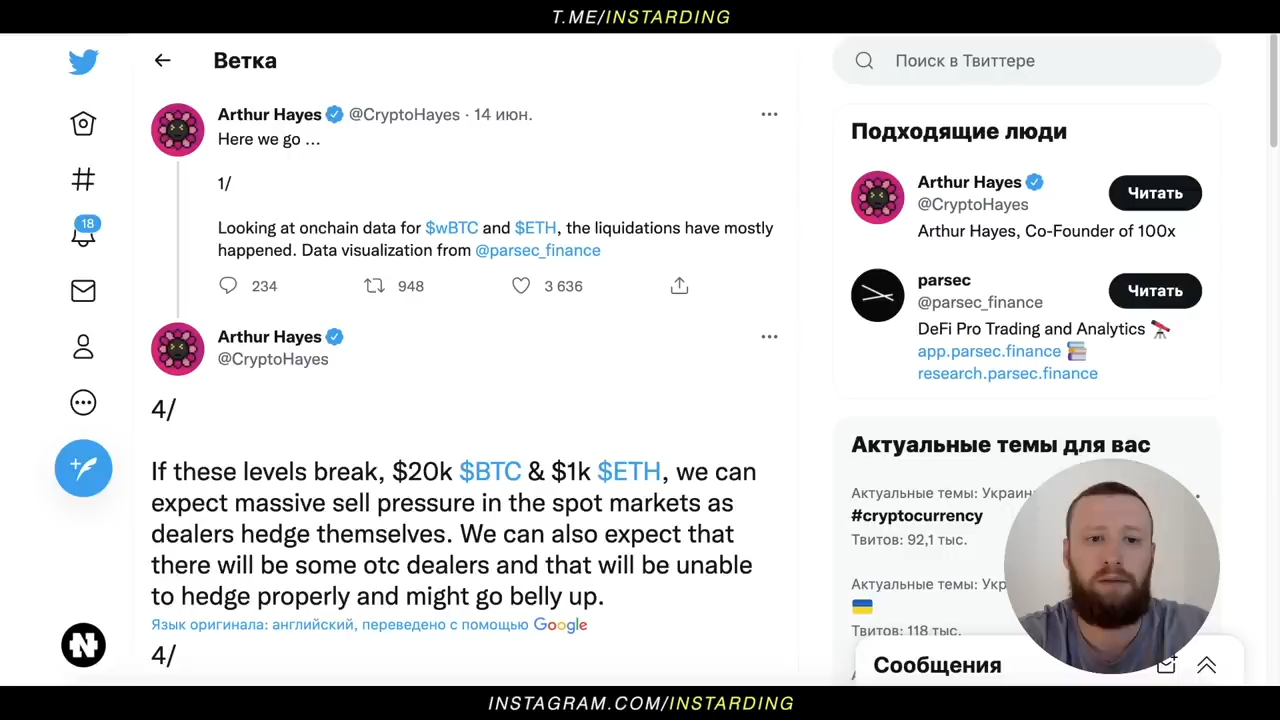 T.ME/INSTARDING
Ветка
Arthur Hayes @CryptoHayes · 14 июн.
Here we go ...
1/
Looking at onchain data for $wBTC and $ETH, the liquidations have mostly
happened. Data visualization from @parsec_finance
234 948 3 636
Arthur Hayes
@CryptoHayes
4/
If these levels break, $20k $BTC & $1k $ETH, we can
expect massive sell pressure in the spot markets as
dealers hedge themselves. We can also expect that
there will be some otc dealers and that will be unable
to hedge properly and might go belly up.
Язык оригинала: английский, переведено с помощью Google
4/
18
Поиск в Твиттере
Подходящие люди
Arthur Hayes
@CryptoHayes
Читать
Arthur Hayes, Co-Founder of 100x
parsec
@parsec_finance
Читать
DeFi Pro Trading and Analytics
app.parsec.finance
research.parsec.finance
Актуальные темы для вас
Актуальные темы: Украин
#cryptocurrency
Твитов: 92,1 тыс.
Актуальные темы: Укр
Твитов: 118 тыс.
Сообщения
INSTAGRAM.COM/INSTARDING